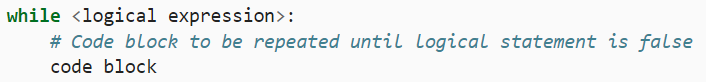 while <logical expression>:
    # Code block to be repeated until logical statement is false
    code block